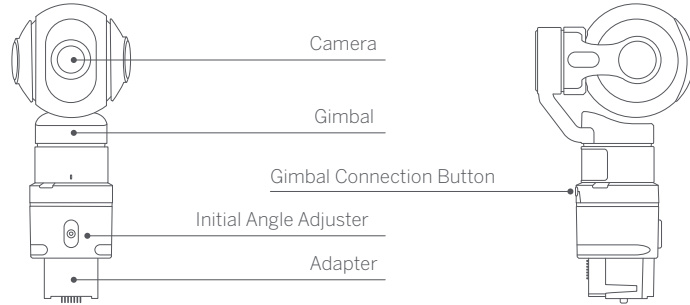 Camera
Gimbal
Gimbal Connection Button
Initial Angle Adjuster
Adapter